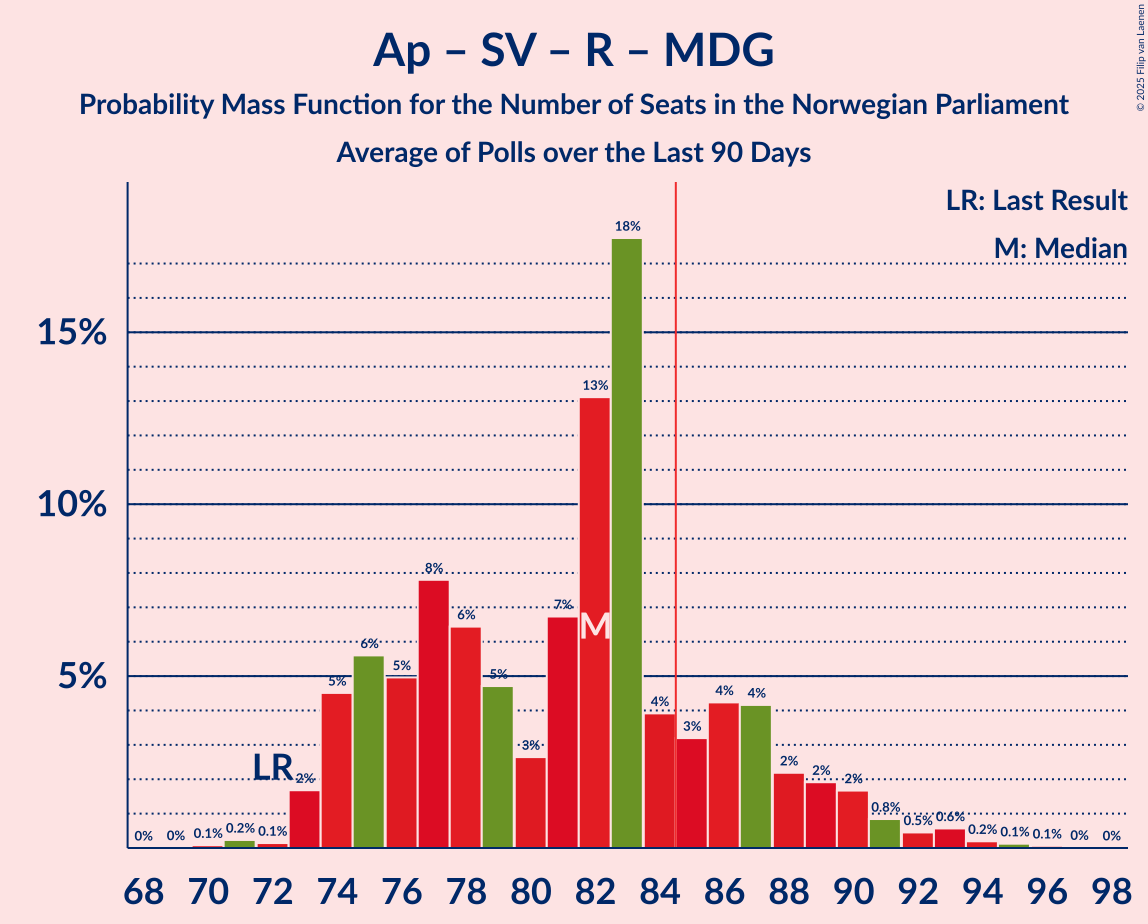 Ap – SV – R – MDG
Probability Mass Function for the Number of Seats in the Norwegian Parliament
Average of Polls over the Last 90 Days
© 2025 Filip van Laenen
LR: Last Result
M: Median
15%
10%
5%
0% 0% 0.1% 0.2% 0.1% 2% 5% 6% 5% 8% 6% 5% 3% 7% 13% 18% 4% 3% 4% 4% 2% 2% 2% 0.8% 0.5% 0.6% 0.2% 0.1% 0.1% 0% 0%
LR
M
68 70 72 74 76 78 80 82 84 86 88 90 92 94 96 98